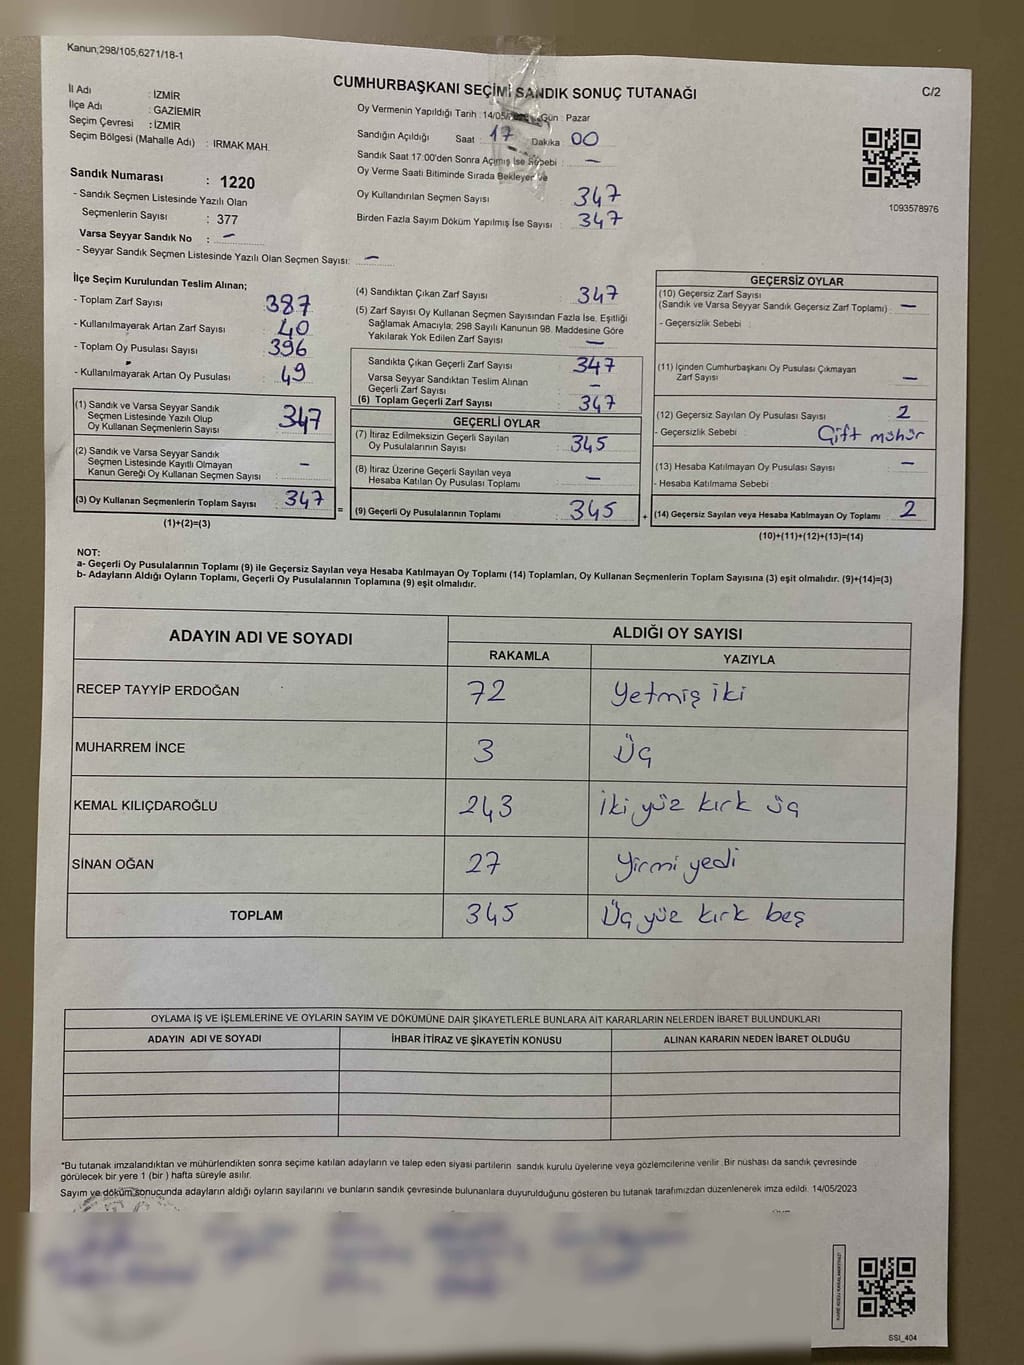 Kanun,298/105,6271/18-1
CUMHURBAŞKANI SEÇİMİ SANDIK SONUÇ TUTANAĞI
C/2
İl Adı : İZMİR
İlçe Adı : GAZİEMİR
Seçim Çevresi : İZMİR
Seçim Bölgesi (Mahalle Adı) : IRMAK MAH.
Oy Vermenin Yapıldığı Tarih : 14/05/ Gün : Pazar
Sandığın Açıldığı Saat : 17 Dakika 00
Sandık Saat 17:00'den Sonra Açımış İse Sebebi : —
Oy Verme Saati Bitiminde Sırada Bekleyen ve
Oy Kullandırılan Seçmen Sayısı : 347
Birden Fazla Sayım Döküm Yapılmış İse Sayısı : 347
1093578976
Sandık Numarası : 1220
- Sandık Seçmen Listesinde Yazılı Olan
Seçmenlerin Sayısı : 377
Varsa Seyyar Sandık No : —
- Seyyar Sandık Seçmen Listesinde Yazılı Olan Seçmen Sayısı: —
İlçe Seçim Kurulundan Teslim Alınan;
- Toplam Zarf Sayısı : 387
- Kullanılmayarak Artan Zarf Sayısı : 40
- Toplam Oy Pusulası Sayısı : 396
- Kullanılmayarak Artan Oy Pusulası : 49
(1) Sandık ve Varsa Seyyar Sandık
Seçmen Listesinde Yazılı Olup
Oy Kullanan Seçmenlerin Sayısı : 347
(2) Sandık ve Varsa Seyyar Sandık
Seçmen Listesinde Kayıtlı Olmayan
Kanun Gereği Oy Kullanan Seçmen Sayısı : —
(3) Oy Kullanan Seçmenlerin Toplam Sayısı : 347
(1)+(2)=(3)
=
(4) Sandıktan Çıkan Zarf Sayısı : 347
(5) Zarf Sayısı Oy Kullanan Seçmen Sayısından Fazla İse, Eşitliği
Sağlamak Amacıyla, 298 Sayılı Kanunun 98. Maddesine Göre
Yakılarak Yok Edilen Zarf Sayısı : —
Sandıkta Çıkan Geçerli Zarf Sayısı : 347
Varsa Seyyar Sandıktan Teslim Alınan
Geçerli Zarf Sayısı : —
(6) Toplam Geçerli Zarf Sayısı : 347
GEÇERLİ OYLAR
(7) İtiraz Edilmeksizin Geçerli Sayılan
Oy Pusulalarının Sayısı : 345
(8) İtiraz Üzerine Geçerli Sayılan veya
Hesaba Katılan Oy Pusulası Toplamı : —
(9) Geçerli Oy Pusulalarının Toplamı : 345
+
GEÇERSİZ OYLAR
(10) Geçersiz Zarf Sayısı
(Sandık ve Varsa Seyyar Sandık Geçersiz Zarf Toplamı) : —
- Geçersizlik Sebebi :
(11) İçinden Cumhurbaşkanı Oy Pusulası Çıkmayan
Zarf Sayısı : —
(12) Geçersiz Sayılan Oy Pusulası Sayısı : 2
- Geçersizlik Sebebi : Çift mühür
(13) Hesaba Katılmayan Oy Pusulası Sayısı : —
- Hesaba Katılmama Sebebi :
(14) Geçersiz Sayılan veya Hesaba Katılmayan Oy Toplamı : 2
(10)+(11)+(12)+(13)=(14)
NOT:
a- Geçerli Oy Pusulalarının Toplamı (9) ile Geçersiz Sayılan veya Hesaba Katılmayan Oy Toplamı (14) Toplamları, Oy Kullanan Seçmenlerin Toplam Sayısına (3) eşit olmalıdır. (9)+(14)=(3)
b- Adayların Aldığı Oyların Toplamı, Geçerli Oy Pusulalarının Toplamına (9) eşit olmalıdır.
ADAYIN ADI VE SOYADI
ALDIĞI OY SAYISI
RAKAMLA YAZIYLA
RECEP TAYYİP ERDOĞAN 72 Yetmiş iki
MUHARREM İNCE 3 Üç
KEMAL KILIÇDAROĞLU 243 İki yüz kırk üç
SİNAN OĞAN 27 Yirmi yedi
TOPLAM 345 Üç yüz kırk beş
OYLAMA İŞ VE İŞLEMLERİNE VE OYLARIN SAYIM VE DÖKÜMÜNE DAİR ŞİKAYETLERLE BUNLARA AİT KARARLARIN NELERDEN İBARET BULUNDUKLARI
ADAYIN ADI VE SOYADI İHBAR İTİRAZ VE ŞİKAYETİN KONUSU ALINAN KARARIN NEDEN İBARET OLDUĞU
*Bu tutanak imzalandıktan ve mühürlendikten sonra seçime katılan adayların ve talep eden siyasi partilerin sandık kurulu üyelerine veya gözlemcilerine verilir. Bir nüshası da sandık çevresinde
görülecek bir yere 1 (bir ) hafta süreyle asılır.
Sayım ve döküm sonucunda adayların aldığı oyların sayılarını ve bunların sandık çevresinde bulunanlara duyurulduğunu gösteren bu tutanak tarafımızdan düzenlenerek imza edildi. 14/05/2023
SSI_404